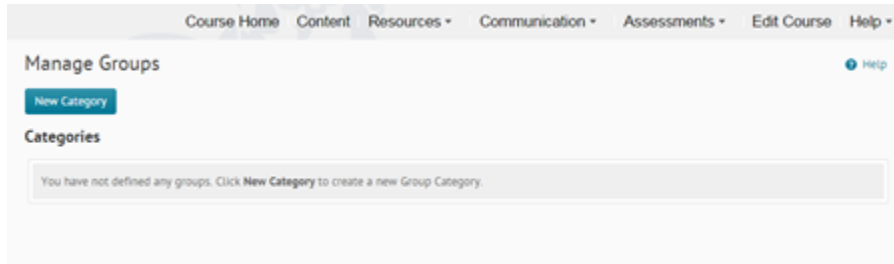 Course Home Content Resources Communication Assessments Edit Course Help
Manage Groups
Help
New Category
Categories
You have not defined any groups. Click New Category to create a new Group Category.